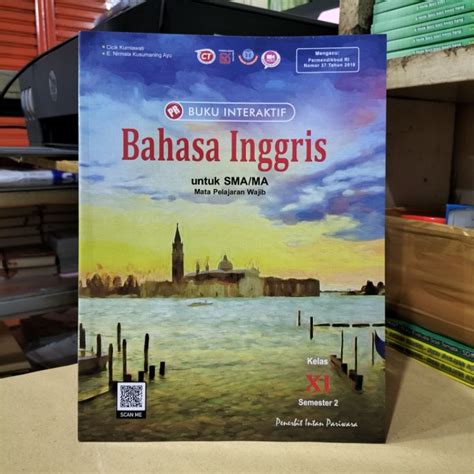 • Cicik Kurniawati
• E. Nirmala Kusumaning Ayu
Mengacu:
Permendikbud RI
Nomor 37 Tahun 2018
PR BUKU INTERAKTIF
Bahasa Inggris
untuk SMA/MA
Mata Pelajaran Wajib
Kelas
XI
Semester 2
SCAN ME
Penerbit Intan Pariwara